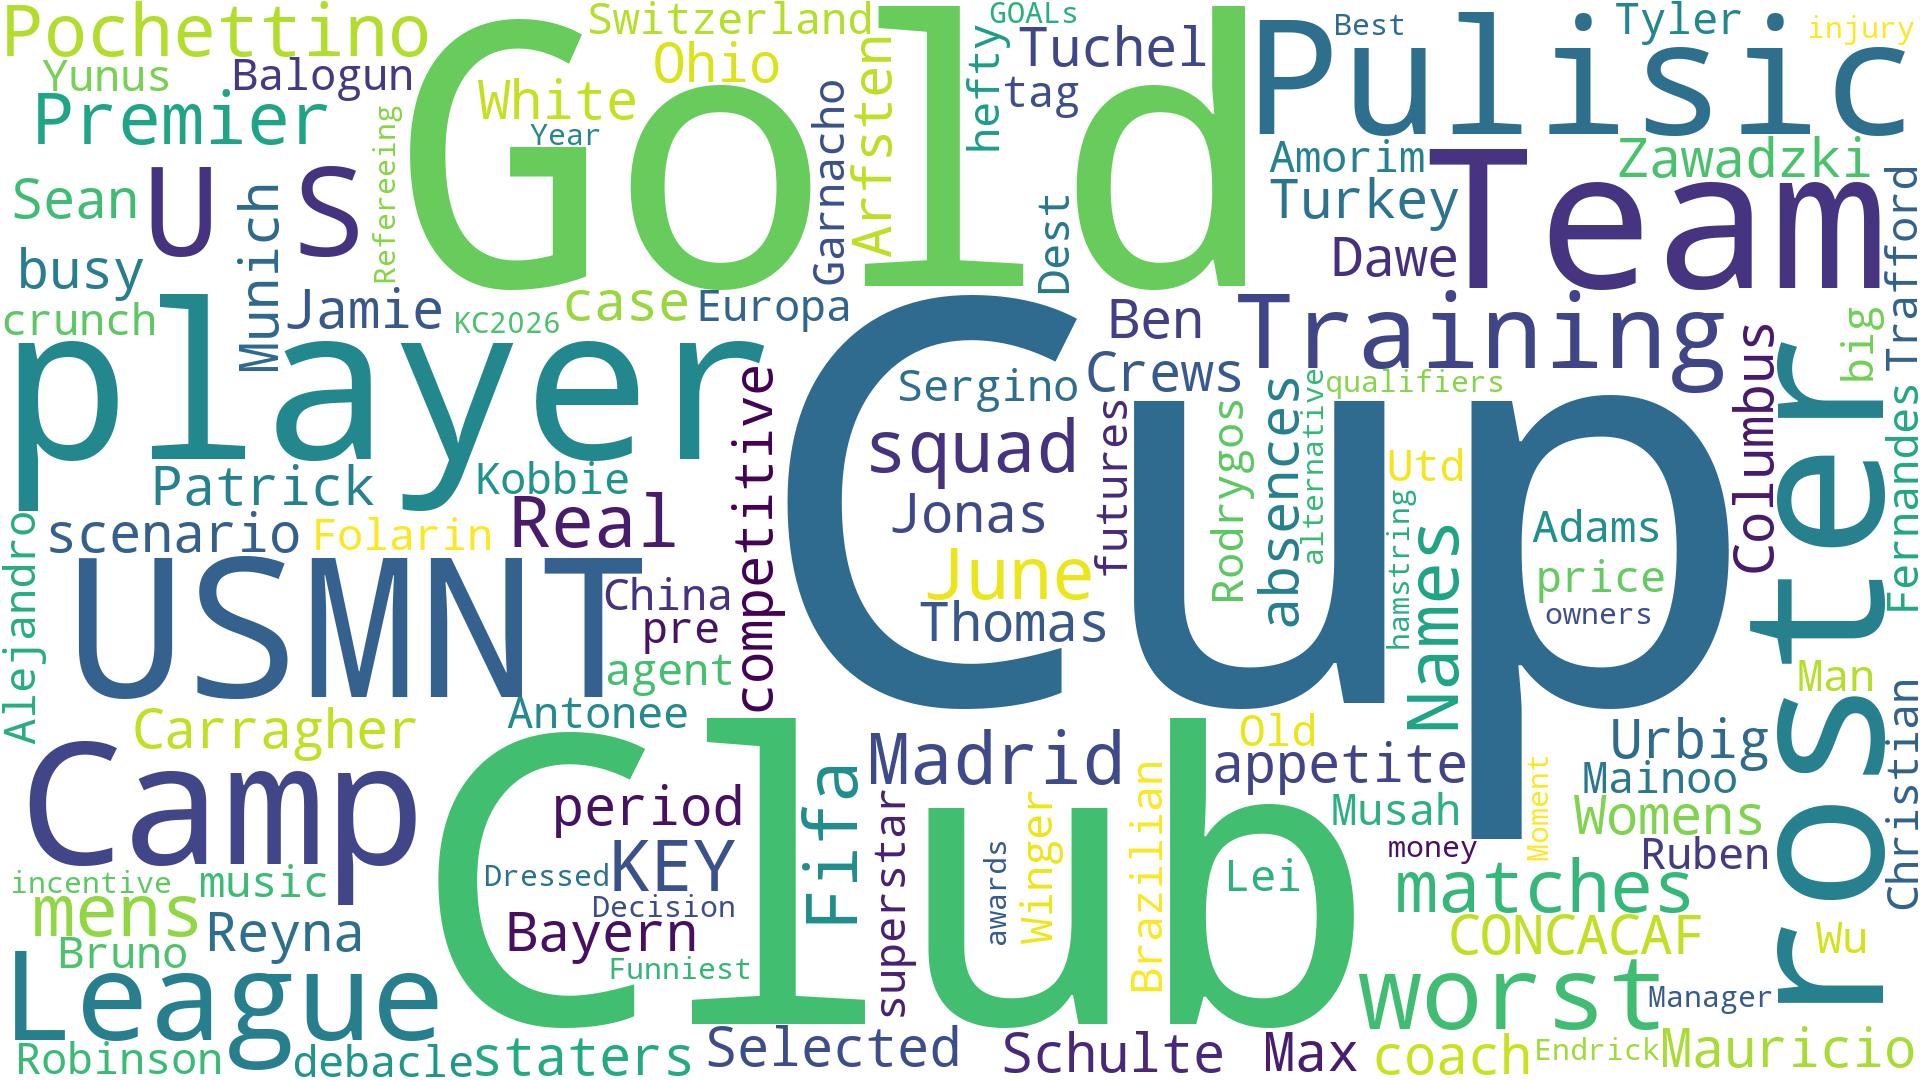 Pochettino
Gold
Switzerland
GOALs
Pulisic
Best
Tyler
injury
Yunus
Balogun
White
Ohio
Arfsten
hefty
Tuchel
tag
Premier
Year
Garnacho
Refereeing
Amorim
Team
Zawadzki
Trafford
Sean
U S
Munich
Dest
Turkey
Dawe
busy
crunch
Jamie
KC2026
case
Europa
Ben
Training
Columbus
big
player
competitive
Cup
Sergino
Crews
qualifiers
roster
Fernandes
squad
futures
Rodrygos
absences
alternative
Utd
Patrick
Kobbie
Jonas
hamstring
Names
Adams
Alejandro
scenario
Folarin
Real
June
price
USMNT
China
pre
Thomas
owners
agent
Man
Christian
Carragher
Antonee
Club
Madrid
Old
appetite
Urbig
Camp
period
Fifa
superstar
Winger
Brazilian
Moment
Mainoo
Musah
Womens
incentive
music
Dressed
KEY
awards
Lei
money
Ruben
mens
Decision
matches
Bruno
Reyna
Bayern
CONCACAF
Wu
League
Funniest
worst
Manager
Robinson
debacle
staters
Selected
Schulte
Max
coach
Endrick
Mauricio